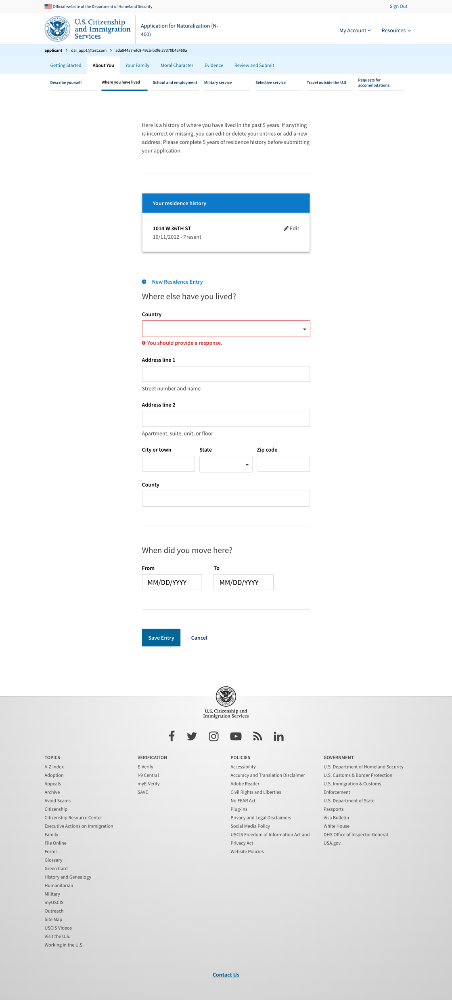 Official website of the Department of Homeland Security
Sign Out
U.S. Citizenship
and Immigration
Services
Application for Naturalization (N-
400)
My Account
Resources
applicant > dai_app1@test.com > ada844a7-efc8-49cb-b3f6-37370b4a460a
Getting Started
About You
Your Family
Moral Character
Evidence
Review and Submit
Describe yourself
Where you have lived
School and employment
Military service
Selective service
Travel outside the U.S.
Requests for
accommodations
Here is a history of where you have lived in the past 5 years. If anything
is incorrect or missing, you can edit or delete your entries or add a new
address. Please complete 5 years of residence history before submitting
your application.
Your residence history
1014 W 36TH ST
Edit
10/11/2012 - Present
New Residence Entry
Where else have you lived?
Country
You should provide a response.
Address line 1
Street number and name
Address line 2
Apartment, suite, unit, or floor
City or town
State
Zip code
County
When did you move here?
From
To
MM/DD/YYYY
MM/DD/YYYY
Save Entry
Cancel
U.S. Citizenship and
Immigration Services
TOPICS
A-Z Index
Adoption
Appeals
Archive
Avoid Scams
Citizenship
Citizenship Resource Center
Executive Actions on Immigration
Family
File Online
Forms
Glossary
Green Card
History and Genealogy
Humanitarian
Military
myUSCIS
Outreach
Site Map
USCIS Videos
Visit the U.S.
Working in the U.S.
VERIFICATION
E-Verify
I-9 Central
myE-Verify
SAVE
POLICIES
Accessibility
Accuracy and Translation Disclaimer
Adobe Reader
Civil Rights and Liberties
No FEAR Act
Plug-ins
Privacy and Legal Disclaimers
Social Media Policy
USCIS Freedom of Information Act and
Privacy Act
Website Policies
GOVERNMENT
U.S. Department of Homeland Security
U.S. Customs & Border Protection
U.S. Immigration & Customs
Enforcement
U.S. Department of State
Passports
Visa Bulletin
White House
DHS Office of Inspector General
USA.gov
Contact Us